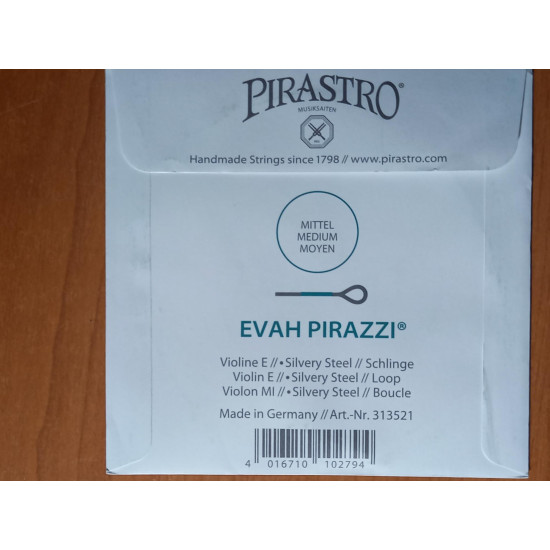 PIRASTRO®
MUSIKSAITEN
Handmade Strings since 1798 // www.pirastro.com
MITTEL
MEDIUM
MOYEN
EVAH PIRAZZI®
Violine E //•Silvery Steel // Schlinge
Violin E //•Silvery Steel // Loop
Violon MI //•Silvery Steel // Boucle
Made in Germany // Art.-Nr. 313521
4 016710 102794